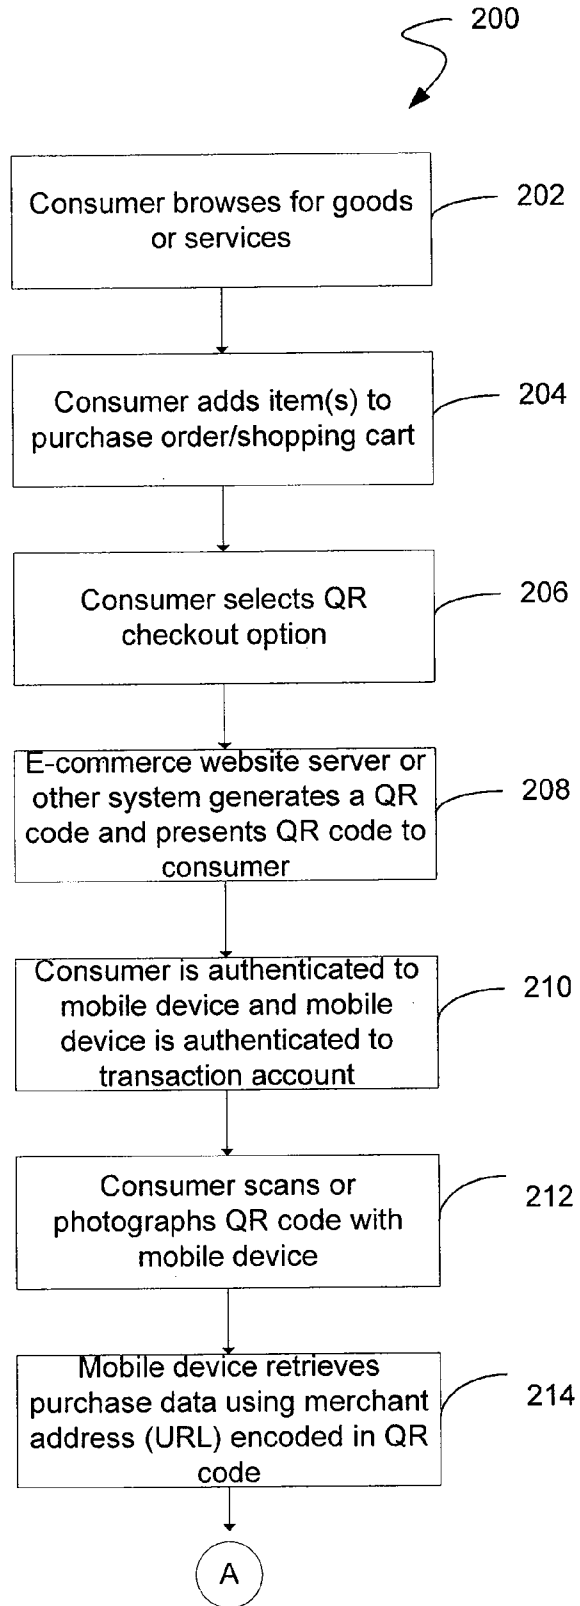 200
Consumer browses for goods
or services
202
Consumer adds item(s) to
purchase order/shopping cart
204
Consumer selects QR
checkout option
206
E-commerce website server or
other system generates a QR
code and presents QR code to
consumer
208
Consumer is authenticated to
mobile device and mobile
device is authenticated to
transaction account
210
Consumer scans or
photographs QR code with
mobile device
212
Mobile device retrieves
purchase data using merchant
address (URL) encoded in QR
code
214
A